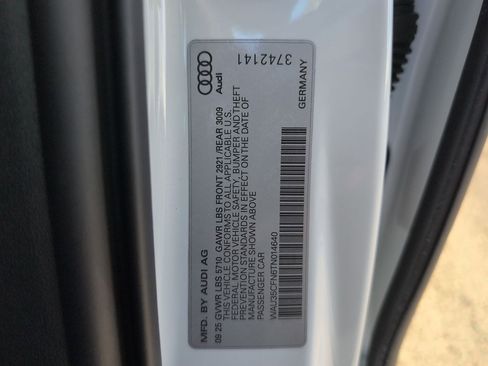 3742141
Audi
GERMANY
MFD. BY AUDI AG
09.25 GVWR LBS 5710 GAWR LBS FRONT 2921 /REAR 3009
THIS VEHICLE CONFORMS TO ALL APPLICABLE U.S.
FEDERAL MOTOR VEHICLE SAFETY, BUMPER AND THEFT
PREVENTION STANDARDS IN EFFECT ON THE DATE OF
MANUFACTURE SHOWN ABOVE
PASSENGER CAR
WAU35CFN6TN014640